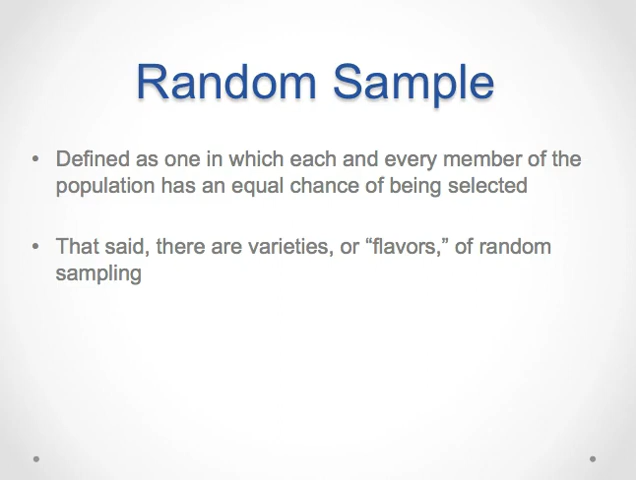 Random Sample
• Defined as one in which each and every member of the
population has an equal chance of being selected
• That said, there are varieties, or “flavors,” of random
sampling